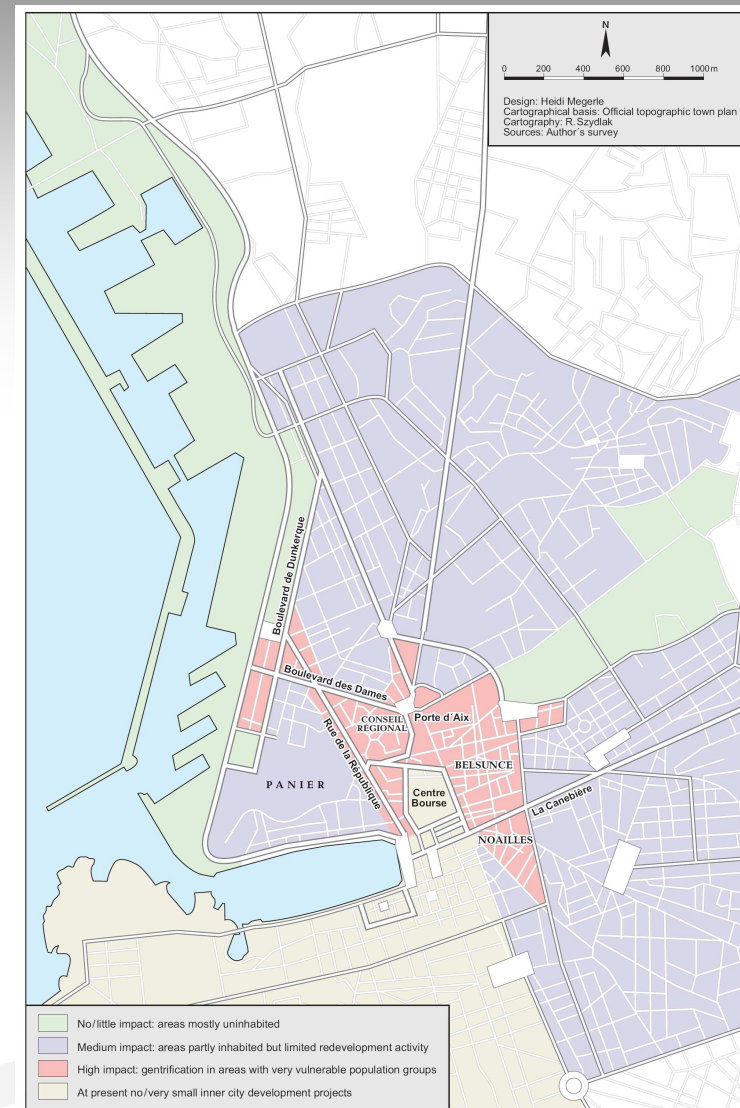 N
0 200 400 600 800 1000m
Design: Heidi Megerle
Cartographical basis: Official topographic town plan
Cartography: R. Szydlak
Sources: Author´s survey
Boulevard de Dunkerque
Boulevard des Dames
CONSEIL
RÉGIONAL
Porte d´Aix
Rue de la République
BELSUNCE
PANIER
Centre
Bourse
La Canebière
NOAILLES
No/little impact: areas mostly uninhabited
Medium impact: areas partly inhabited but limited redevelopment activity
High impact: gentrification in areas with very vulnerable population groups
At present no/very small inner city development projects